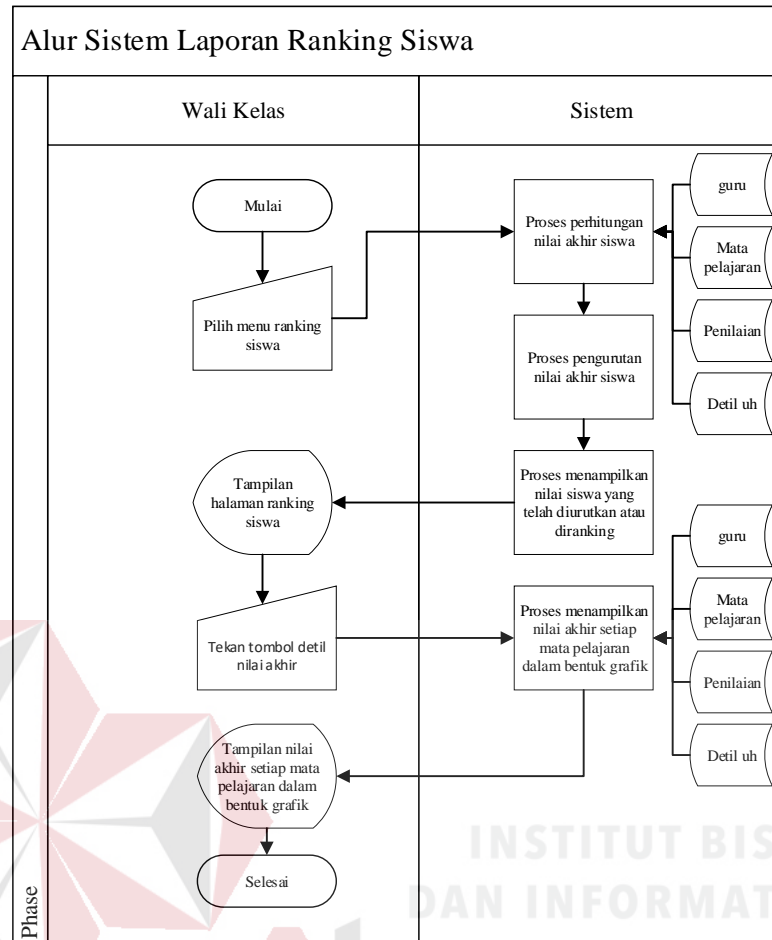 Alur Sistem Laporan Ranking Siswa
Wali Kelas
Sistem
Mulai
Pilih menu ranking
siswa
Proses perhitungan
nilai akhir siswa
guru
Mata
pelajaran
Penilaian
Detil uh
Proses pengurutan
nilai akhir siswa
Proses menampilkan
nilai siswa yang
telah diurutkan atau
diranking
Tampilan
halaman ranking
siswa
Tekan tombol detil
nilai akhir
Proses menampilkan
nilai akhir setiap
mata pelajaran
dalam bentuk grafik
guru
Mata
pelajaran
Penilaian
Detil uh
Tampilan nilai
akhir setiap mata
pelajaran dalam
bentuk grafik
Selesai
Phase
INSTITUT BIS
DAN INFORMAT